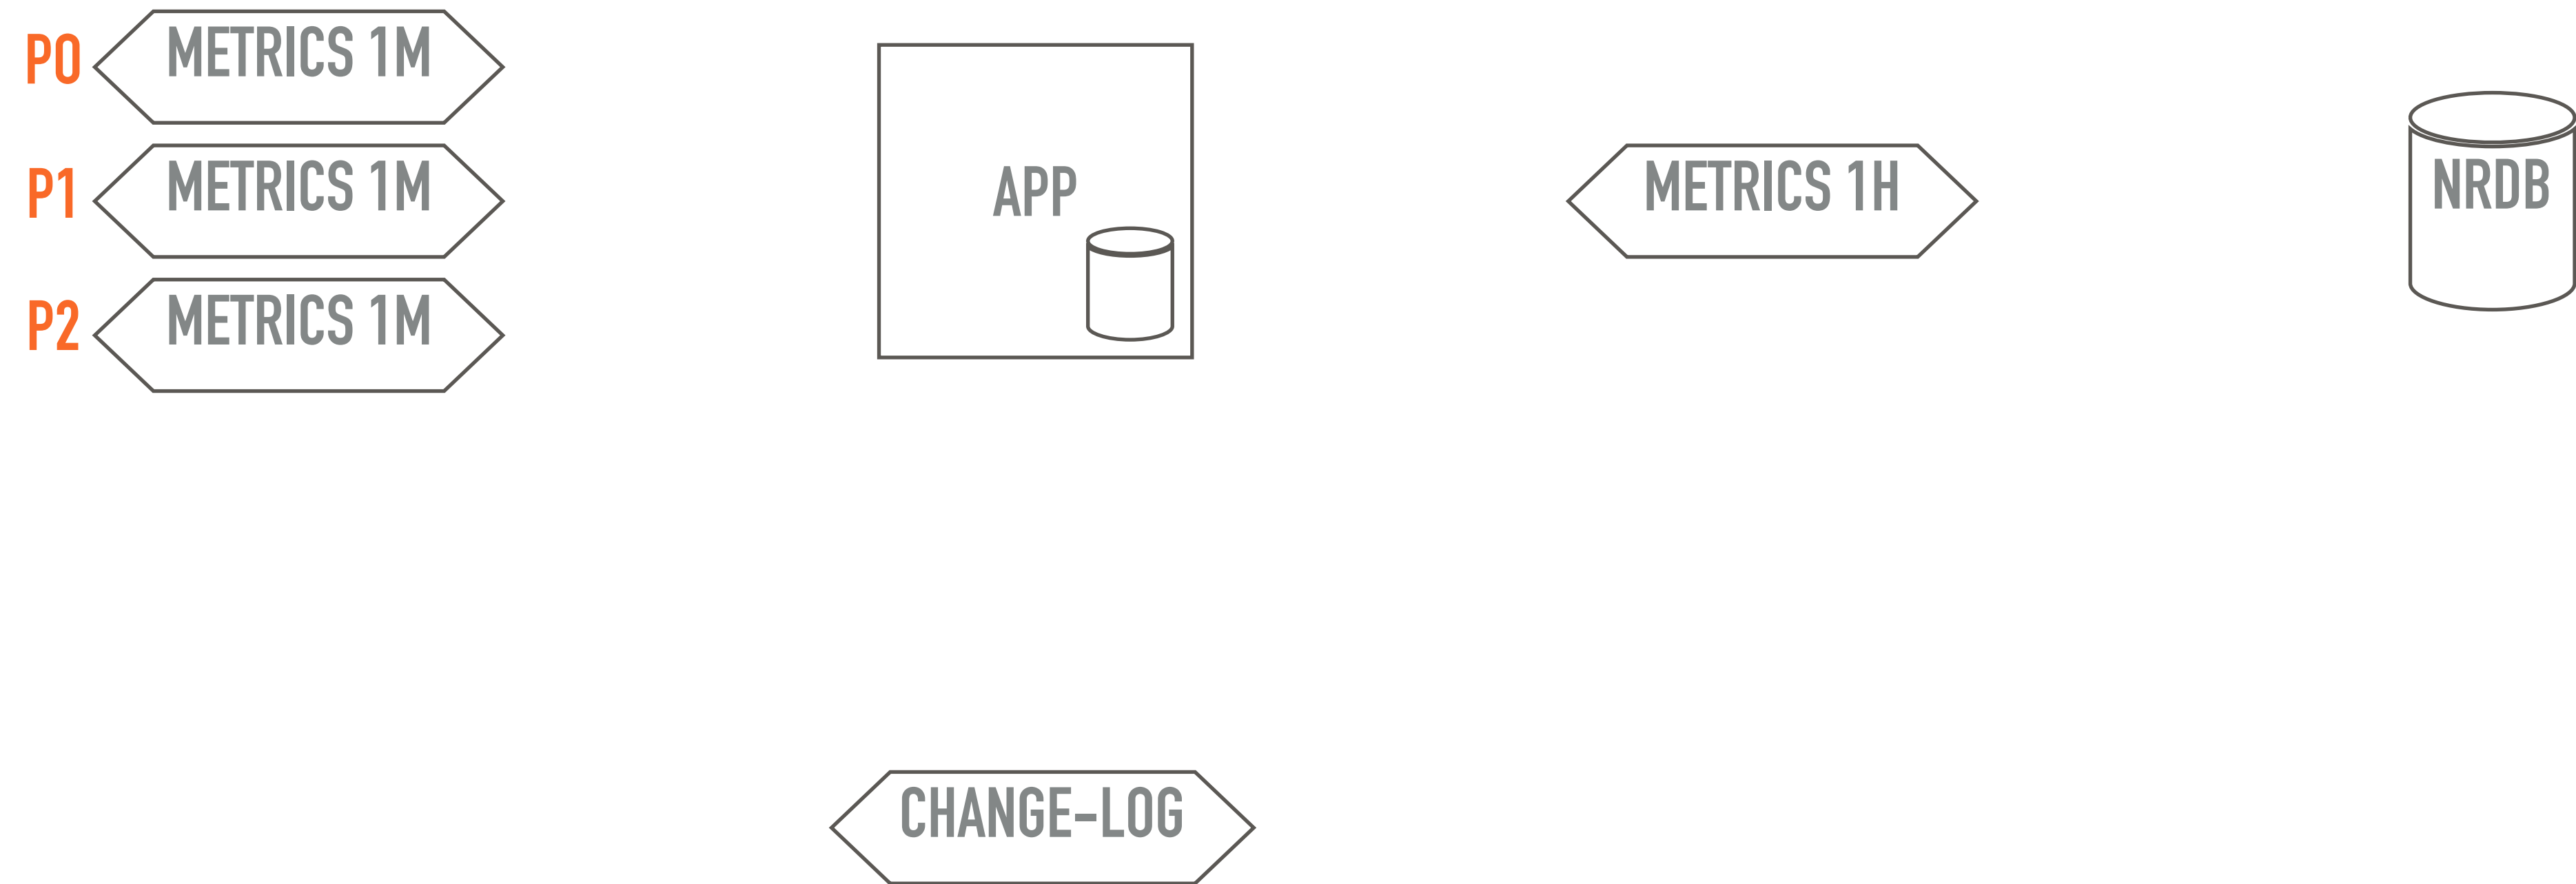 P0 METRICS 1M
P1 METRICS 1M
P2 METRICS 1M
APP
METRICS 1H
NRDB
CHANGE-LOG